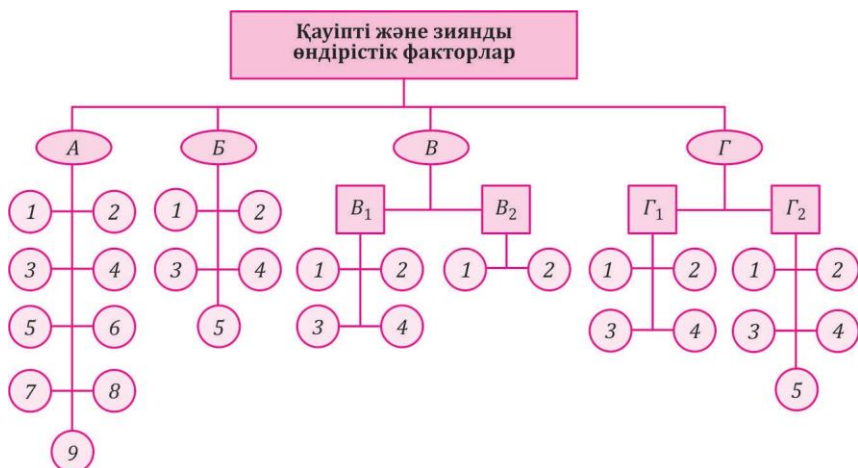 Қауіпті және зиянды
өндірістік факторлар
А Б В Г
В₁ В₂ Г₁ Г₂
1 2 1 2
1 2 1 2 1 2 1 2 1 2
3 4 3 4
3 4 3 4 3 4
5 6 5
5
7 8
9